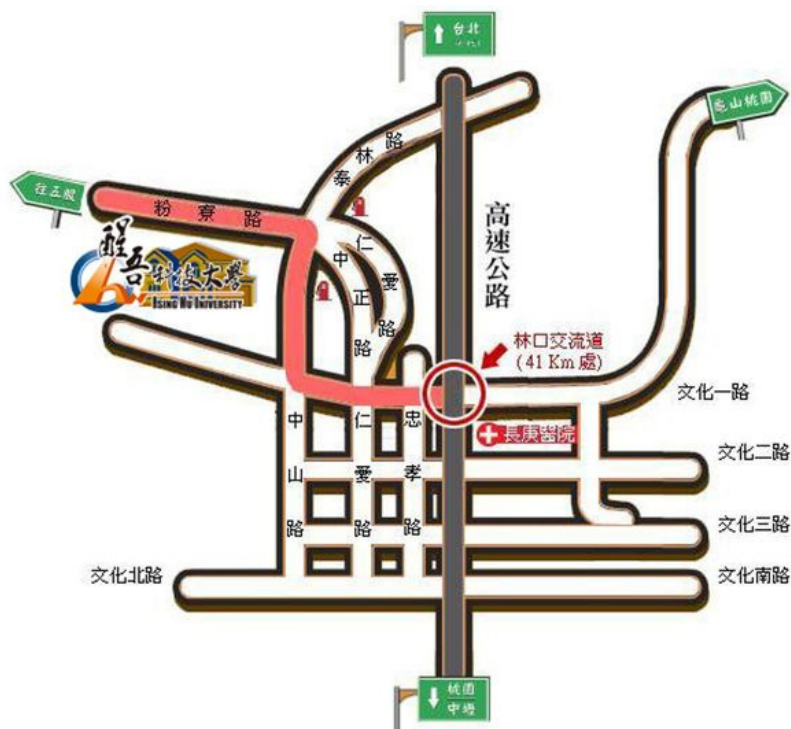 台北
龜山桃園
泰林路
往五股
粉寮路
醒吾科技大學
HSING WU UNIVERSITY
仁愛路
中正路
高速公路
林口交流道
(41 Km 處)
文化一路
長庚醫院
中山路
仁愛路
忠孝路
文化二路
文化三路
文化北路
文化南路
桃園
中壢